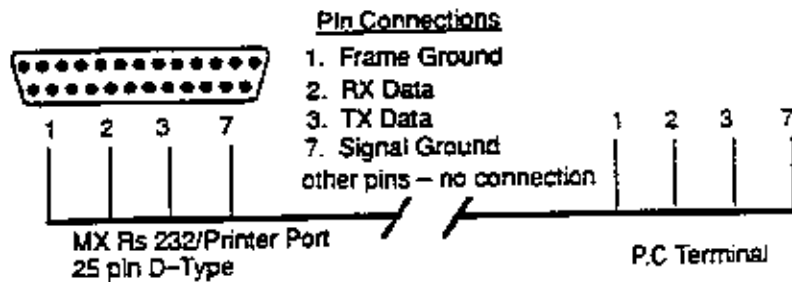 Pin Connections
1. Frame Ground
2. RX Data
3. TX Data
7. Signal Ground
other pins – no connection
1 2 3 7
1 2 3 7
MX Rs 232/Printer Port
25 pin D-Type
P.C Terminal